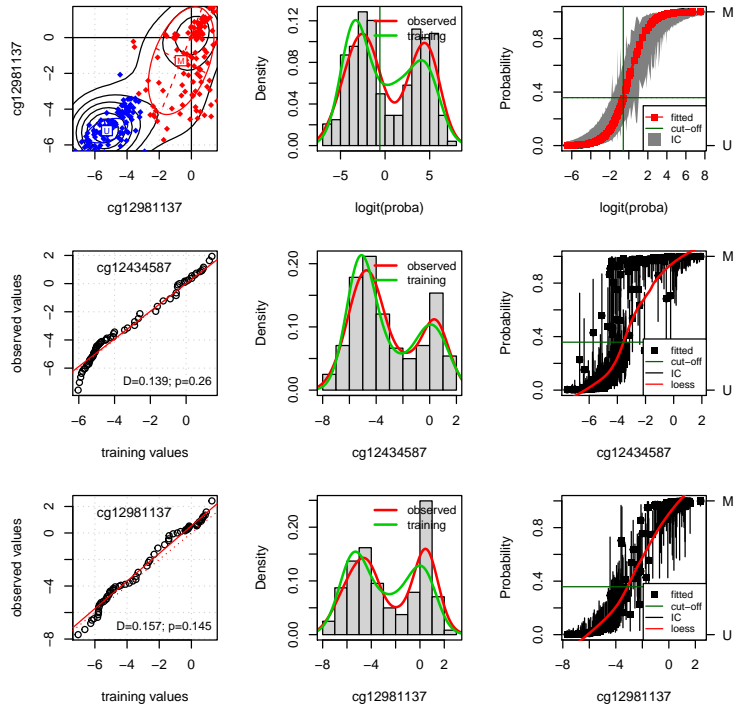 cg12981137
−6 −4 −2 0
M
U
−6 −4 −2 0
cg12981137
Density
0.00 0.04 0.08 0.12
observed
training
−5 0 5
logit(proba)
Probability
0.0 0.4 0.8
fitted
cut−off
IC
M
U
−6 −4 −2 0 2 4 6 8
logit(proba)
observed values
−6 −4 −2 0 2
cg12434587
D=0.139; p=0.26
−6 −4 −2 0
training values
Density
0.00 0.10 0.20
observed
training
−8 −6 −4 −2 0 2
cg12434587
Probability
0.0 0.4 0.8
fitted
cut−off
IC
loess
M
U
−8 −6 −4 −2 0 2
cg12434587
observed values
−8 −4 −2 0 2
cg12981137
D=0.157; p=0.145
−6 −4 −2 0
training values
Density
0.00 0.10 0.20
observed
training
−8 −4 0 2
cg12981137
Probability
0.0 0.4 0.8
fitted
cut−off
IC
loess
M
U
−8 −6 −4 −2 0 2
cg12981137